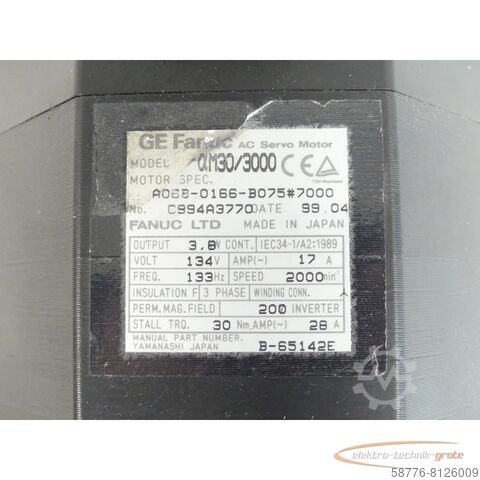 GE Fanuc AC Servo Motor
MODEL αM30/3000 CE
MOTOR SPEC.
A06B-0166-B075#7000
No. C994A3770 DATE 99.04
FANUC LTD MADE IN JAPAN
OUTPUT 3.8 CONT. IEC34-1/A2:1989
VOLT 134 V AMP(~) 17 A
FREQ. 133 Hz SPEED 2000 min⁻¹
INSULATION F 3 PHASE WINDING CONN. Y
PERM.MAG.FIELD 200 INVERTER
STALL TRQ. 30 Nm,AMP(~) 28 A
MANUAL PART NUMBER.
YAMANASHI JAPAN B-65142E
elektro-technik-grote
58776-8126009